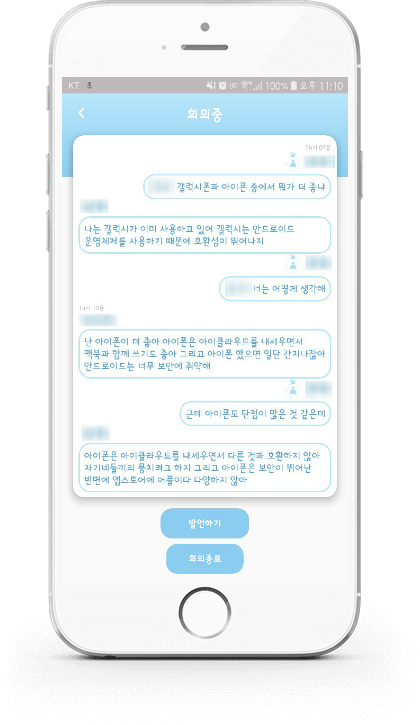 KT 100% 오후 11:10
회의중
갤럭시폰과 아이폰 중에서 뭐가 더 좋냐
나는 갤럭시가 이미 사용하고 있어 갤럭시는 안드로이드
운영체제를 사용하기 때문에 호환성이 뛰어나지
너는 어떻게 생각해
난 아이폰이 더 좋아 아이폰은 아이클라우드를 내세우면서
맥북과 함께 쓰기도 좋아 그리고 아이폰 했으면 일단 간지나잖아
안드로이드는 너무 보안에 취약해
근데 아이폰도 단점이 많은 것 같은데
아이폰은 아이클라우드를 내세우면서 다른 것과 호환하지 않아
자기네들끼리 뭉치려고 하지 그리고 아이폰은 보안이 뛰어난
반면에 앱스토어에 어플이 다양하지 않아
발언하기
회의종료